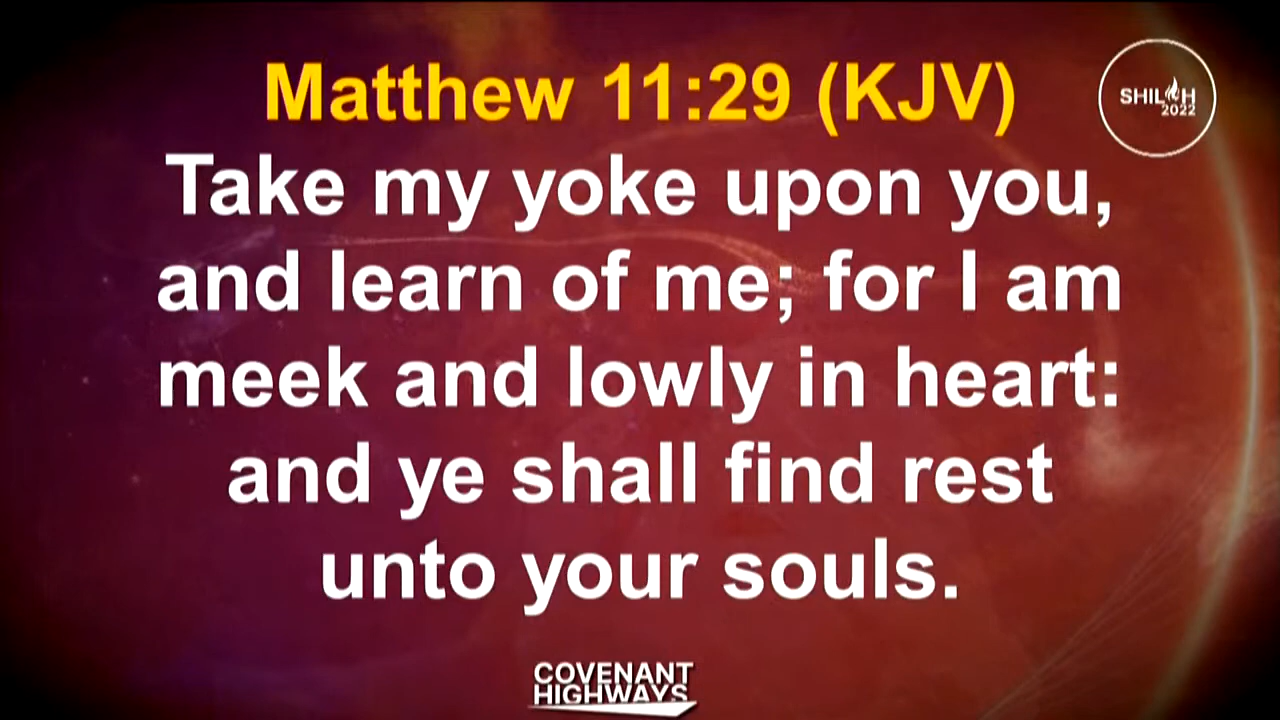 Matthew 11:29 (KJV)
SHILOH
2022
Take my yoke upon you,
and learn of me; for I am
meek and lowly in heart:
and ye shall find rest
unto your souls.
COVENANT
HIGHWAYS